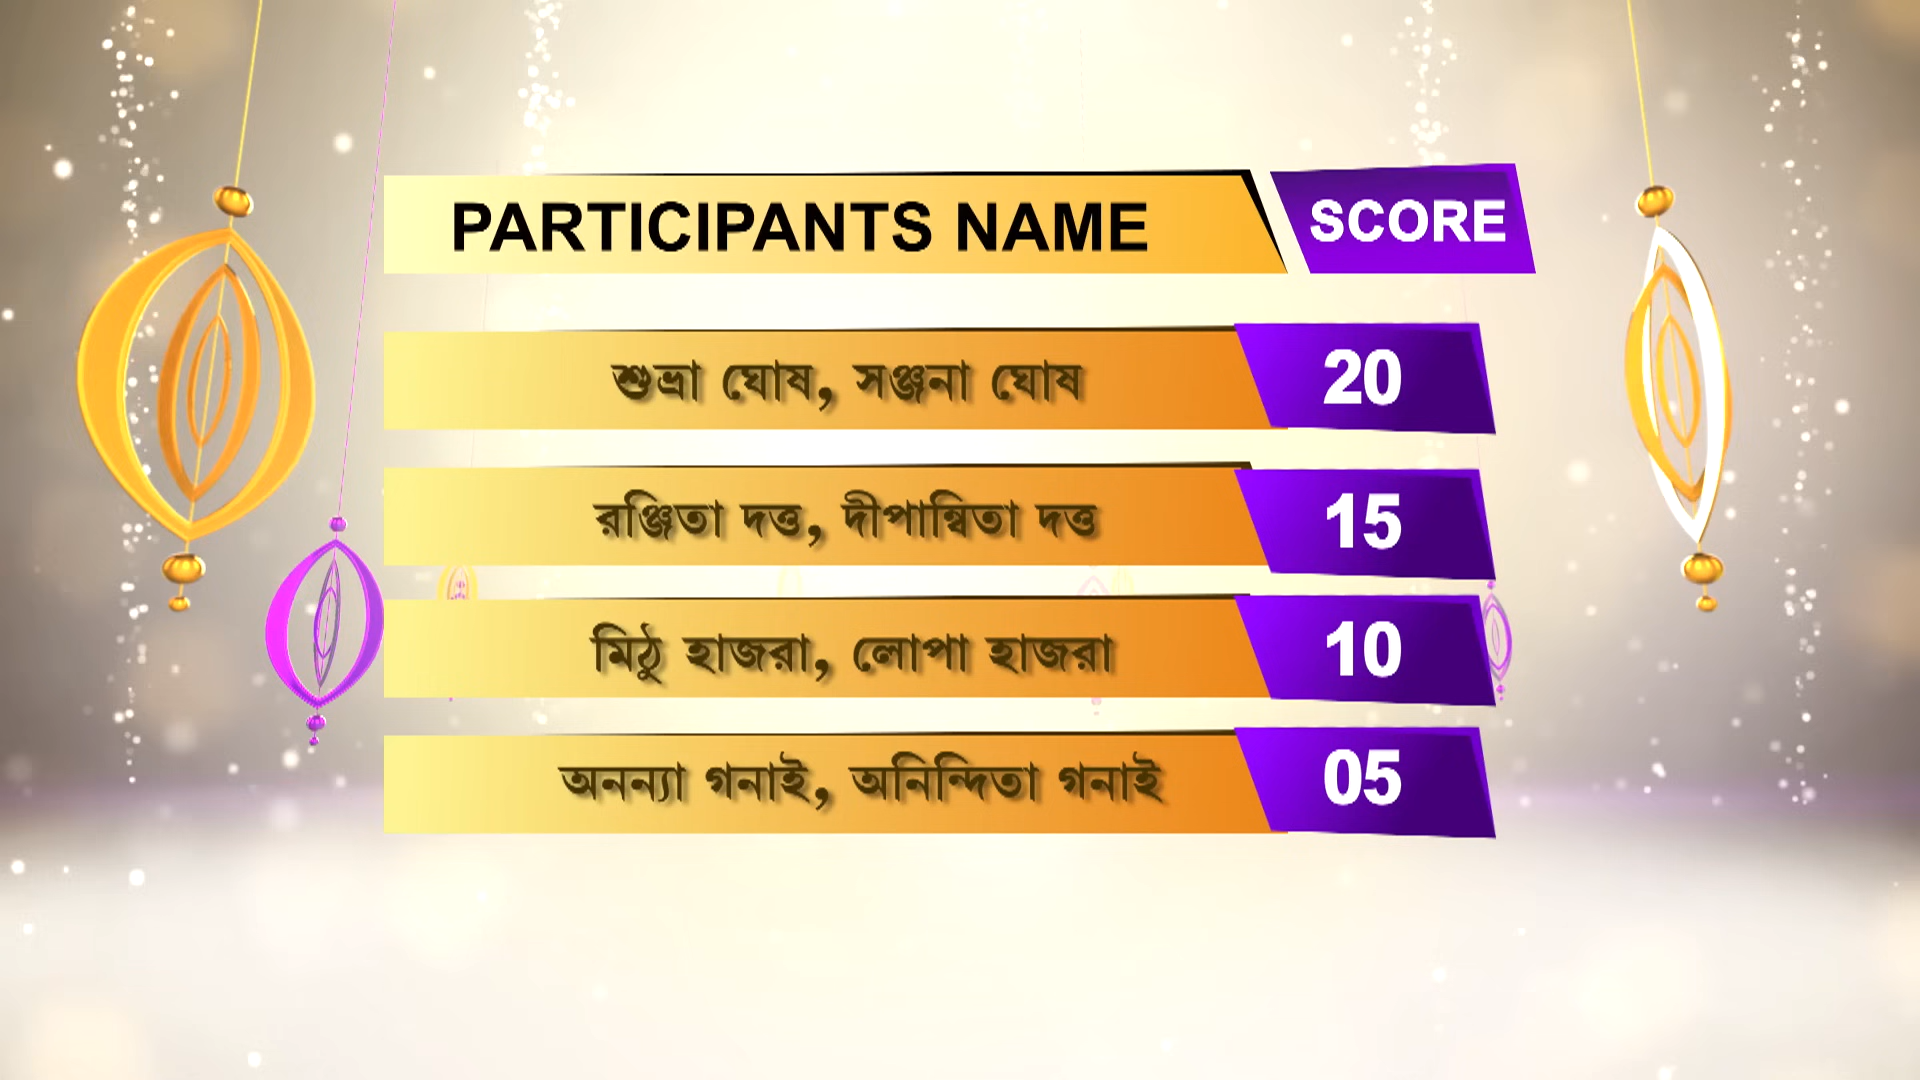 PARTICIPANTS NAME SCORE
শুভ্রা ঘোষ, সঞ্জনা ঘোষ 20
রঞ্জিতা দত্ত, দীপান্বিতা দত্ত 15
মিঠু হাজরা, লোপা হাজরা 10
অনন্যা গনাই, অনিন্দিতা গনাই 05